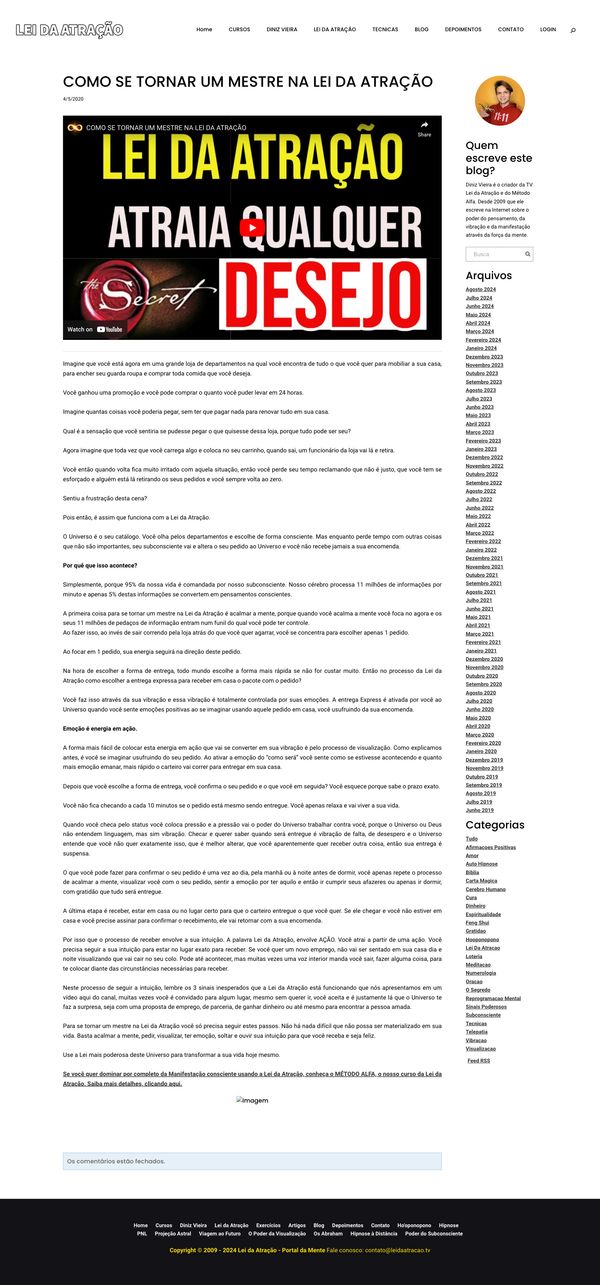 LEI DA ATRAÇÃO
Home CURSOS DINIZ VIEIRA LEI DA ATRAÇÃO TECNICAS BLOG DEPOIMENTOS CONTATO LOGIN
COMO SE TORNAR UM MESTRE NA LEI DA ATRAÇÃO
4/5/2020
COMO SE TORNAR UM MESTRE NA LEI DA ATRAÇÃO
Share
LEI DA ATRAÇÃO
ATRAIA QUALQUER
the Secret
DESEJO
Watch on YouTube
Imagine que você está agora em uma grande loja de departamentos na qual você encontra de tudo o que você quer para mobiliar a sua casa,
para encher seu guarda roupa e comprar toda comida que você deseja.
Você ganhou uma promoção e você pode comprar o quanto você puder levar em 24 horas.
Imagine quantas coisas você poderia pegar, sem ter que pagar nada para renovar tudo em sua casa.
Qual é a sensação que você sentiria se pudesse pegar o que quisesse dessa loja, porque tudo pode ser seu?
Agora imagine que toda vez que você carrega algo e coloca no seu carrinho, quando sai, um funcionário da loja vai lá e retira.
Você então quando volta fica muito irritado com aquela situação, então você perde seu tempo reclamando que não é justo, que você tem se
esforçado e alguém está lá retirando os seus pedidos e você sempre volta ao zero.
Sentiu a frustração desta cena?
Pois então, é assim que funciona com a Lei da Atração.
O Universo é o seu catálogo. Você olha pelos departamentos e escolhe de forma consciente. Mas enquanto perde tempo com outras coisas
que não são importantes, seu subconsciente vai e altera o seu pedido ao Universo e você não recebe jamais a sua encomenda.
Por quê que isso acontece?
Simplesmente, porque 95% da nossa vida é comandada por nosso subconsciente. Nosso cérebro processa 11 milhões de informações por
minuto e apenas 5% destas informações se convertem em pensamentos conscientes.
A primeira coisa para se tornar um mestre na Lei da Atração é acalmar a mente, porque quando você acalma a mente você foca no agora e os
seus 11 milhões de pedaços de informação entram num funil do qual você pode ter controle.
Ao fazer isso, ao invés de sair correndo pela loja atrás do que você quer agarrar, você se concentra para escolher apenas 1 pedido.
Ao focar em 1 pedido, sua energia seguirá na direção deste pedido.
Na hora de escolher a forma de entrega, todo mundo escolhe a forma mais rápida se não for custar muito. Então no processo da Lei da
Atração como escolher a entrega expressa para receber em casa o pacote com o pedido?
Você faz isso através da sua vibração e essa vibração é totalmente controlada por suas emoções. A entrega Express é ativada por você ao
Universo quando você sente emoções positivas ao se imaginar usando aquele pedido em casa, você usufruindo da sua encomenda.
Emoção é energia em ação.
A forma mais fácil de colocar esta energia em ação que vai se converter em sua vibração é pelo processo de visualização. Como explicamos
antes, é você se imaginar usufruindo do seu pedido. Ao ativar a emoção do "como será" você sente como se estivesse acontecendo e quanto
mais emoção emanar, mais rápido o carteiro vai correr para entregar em sua casa.
Depois que você escolhe a forma de entrega, você confirma o seu pedido e o que você em seguida? Você esquece porque sabe o prazo exato.
Você não fica checando a cada 10 minutos se o pedido está mesmo sendo entregue. Você apenas relaxa e vai viver a sua vida.
Quando você checa pelo status você coloca pressão e a pressão vai o poder do Universo trabalhar contra você, porque o Universo ou Deus
não entendem linguagem, mas sim vibração. Checar e querer saber quando será entregue é vibração de falta, de desespero e o Universo
entende que você não quer exatamente isso, que é melhor alterar, que você aparentemente quer receber outra coisa, então sua entrega é
suspensa.
O que você pode fazer para confirmar o seu pedido é uma vez ao dia, pela manhã ou à noite antes de dormir, você apenas repete o processo
de acalmar a mente, visualizar você com o seu pedido, sentir a emoção por ter aquilo e então ir cumprir seus afazeres ou apenas ir dormir,
com gratidão que tudo será entregue.
A última etapa é receber, estar em casa ou no lugar certo para que o carteiro entregue o que você quer. Se ele chegar e você não estiver em
casa e você precise assinar para confirmar o recebimento, ele vai retornar com a sua encomenda.
Por isso que o processo de receber envolve a sua intuição. A palavra Lei da Atração, envolve AÇÃO. Você atrai a partir de uma ação. Você
precisa seguir a sua intuição para estar no lugar exato para receber. Se você quer um novo emprego, não vai ser sentado em sua casa dia e
noite visualizando que vai cair no seu colo. Pode até acontecer, mas muitas vezes uma voz interior manda você sair, fazer alguma coisa, para
te colocar diante das circunstâncias necessárias para receber.
Neste processo de seguir a intuição, lembre os 3 sinais inesperados que a Lei da Atração está funcionando que nós apresentamos em um
vídeo aqui do canal, muitas vezes você é convidado para algum lugar, mesmo sem querer ir, você aceita e é justamente lá que o Universo te
faz a surpresa, seja com uma proposta de emprego, de parceria, de ganhar dinheiro ou até mesmo para encontrar a pessoa amada.
Para se tornar um mestre na Lei da Atração você só precisa seguir estes passos. Não há nada difícil que não possa ser materializado em sua
vida. Basta acalmar a mente, pedir, visualizar, ter emoção, soltar e ouvir sua intuição para que você receba e seja feliz.
Use a Lei mais poderosa deste Universo para transformar a sua vida hoje mesmo.
Se você quer dominar por completo da Manifestação consciente usando a Lei da Atração, conheça o MÉTODO ALFA, o nosso curso da Lei da
Atração. Saiba mais detalhes, clicando aqui.
Imagem
Os comentários estão fechados.
11:11
Quem
escreve este
blog?
Diniz Vieira é o criador da TV
Lei da Atração e do Método
Alfa. Desde 2009 que ele
escreve na Internet sobre o
poder do pensamento, da
vibração e da manifestação
através da força da mente.
Busca
Arquivos
Agosto 2024
Julho 2024
Junho 2024
Maio 2024
Abril 2024
Março 2024
Fevereiro 2024
Janeiro 2024
Dezembro 2023
Novembro 2023
Outubro 2023
Setembro 2023
Agosto 2023
Julho 2023
Junho 2023
Maio 2023
Abril 2023
Março 2023
Fevereiro 2023
Janeiro 2023
Dezembro 2022
Novembro 2022
Outubro 2022
Setembro 2022
Agosto 2022
Julho 2022
Junho 2022
Maio 2022
Abril 2022
Março 2022
Fevereiro 2022
Janeiro 2022
Dezembro 2021
Novembro 2021
Outubro 2021
Setembro 2021
Agosto 2021
Julho 2021
Junho 2021
Maio 2021
Abril 2021
Março 2021
Fevereiro 2021
Janeiro 2021
Dezembro 2020
Novembro 2020
Outubro 2020
Setembro 2020
Agosto 2020
Julho 2020
Junho 2020
Maio 2020
Abril 2020
Março 2020
Fevereiro 2020
Janeiro 2020
Dezembro 2019
Novembro 2019
Outubro 2019
Setembro 2019
Agosto 2019
Julho 2019
Junho 2019
Categorias
Tudo
Afirmacoes Positivas
Amor
Auto Hipnose
Biblia
Carta Magica
Cerebro Humano
Cura
Dinheiro
Espiritualidade
Feng Shui
Gratidao
Hooponopono
Lei Da Atracao
Loteria
Meditacao
Numerologia
Oracao
O Segredo
Reprogramacao Mental
Sinais Poderosos
Subconsciente
Tecnicas
Telepatia
Vibracao
Visualizacao
Feed RSS
Home Cursos Diniz Vieira Lei da Atração Exercícios Artigos Blog Depoimentos Contato Ho'oponopono Hipnose
PNL Projeção Astral Viagem ao Futuro O Poder da Visualização Os Abraham Hipnose à Distância Poder do Subconsciente
Copyright © 2009 - 2024 Lei da Atração - Portal da Mente Fale conosco: contato@leidaatracao.tv